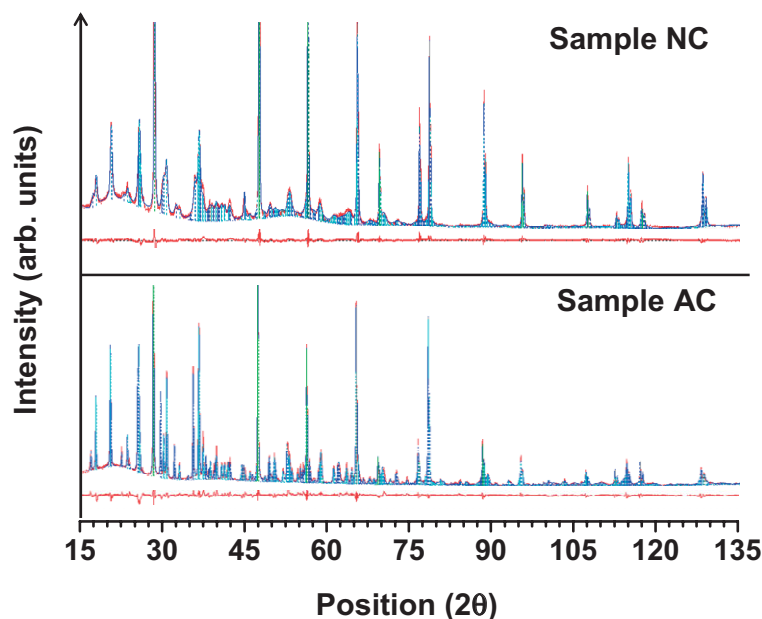 Sample NC
Sample AC
Intensity (arb. units)
15 30 45 60 75 90 105 120 135
Position (2θ)